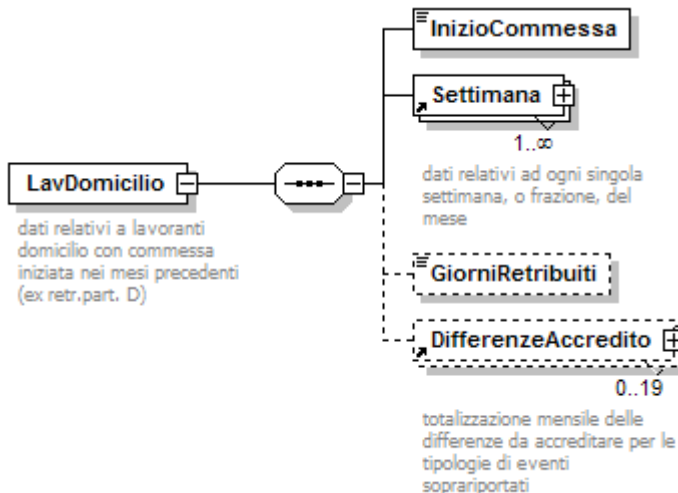 InizioCommessa
Settimana
1..∞
dati relativi ad ogni singola
settimana, o frazione, del
mese
LavDomicilio
dati relativi a lavoranti
domicilio con commessa
iniziata nei mesi precedenti
(ex retr.part. D)
GiorniRetribuiti
DifferenzeAccredito
0..19
totalizzazione mensile delle
differenze da accreditare per le
tipologie di eventi
soprariportati